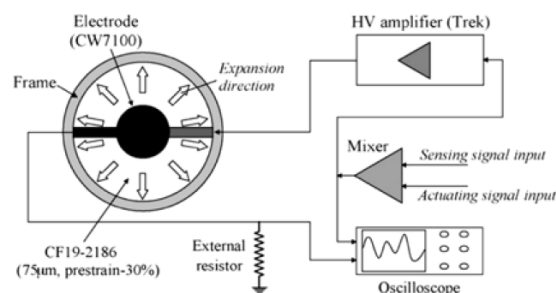 Electrode
(CW7100)
HV amplifier (Trek)
Frame
Expansion
direction
Mixer
Sensing signal input
Actuating signal input
CF19-2186
(75μm, prestrain-30%)
External
resistor
Oscilloscope